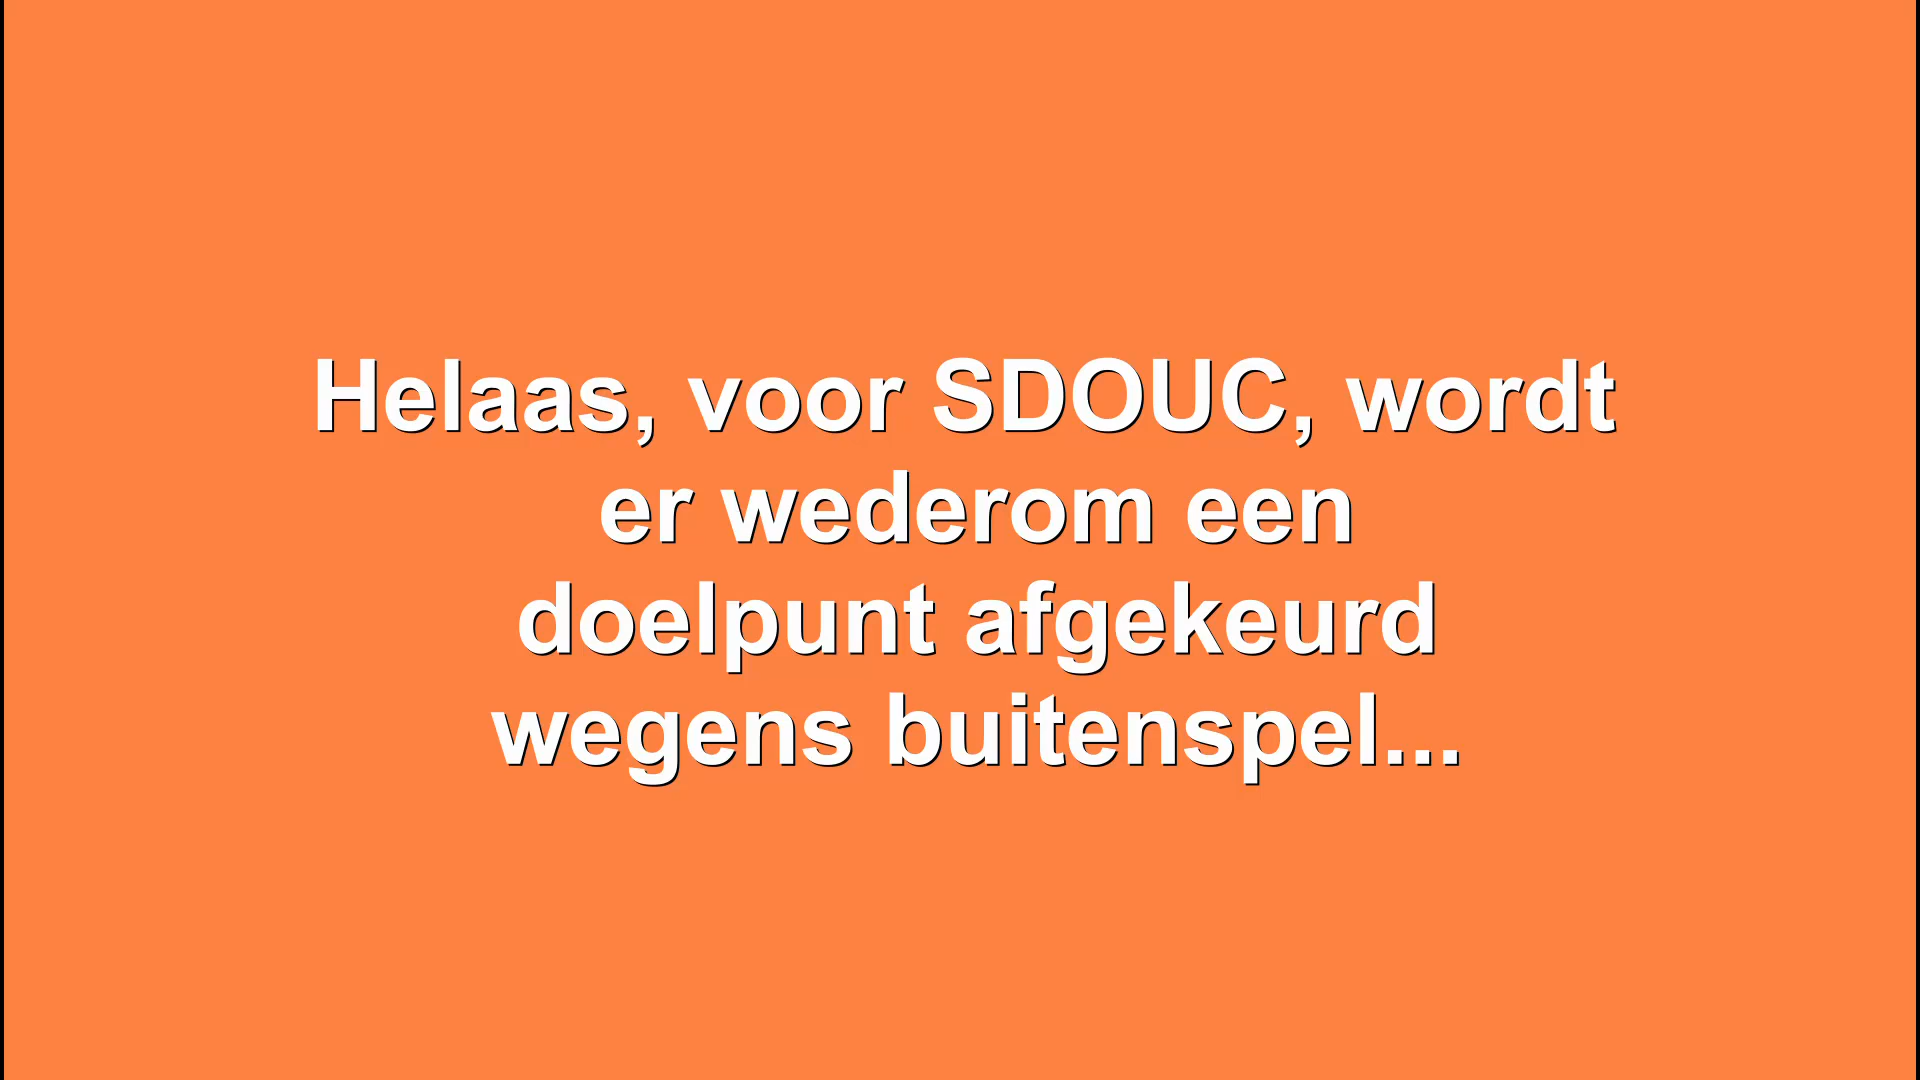 Helaas, voor SDOUC, wordt
er wederom een
doelpunt afgekeurd
wegens buitenspel...